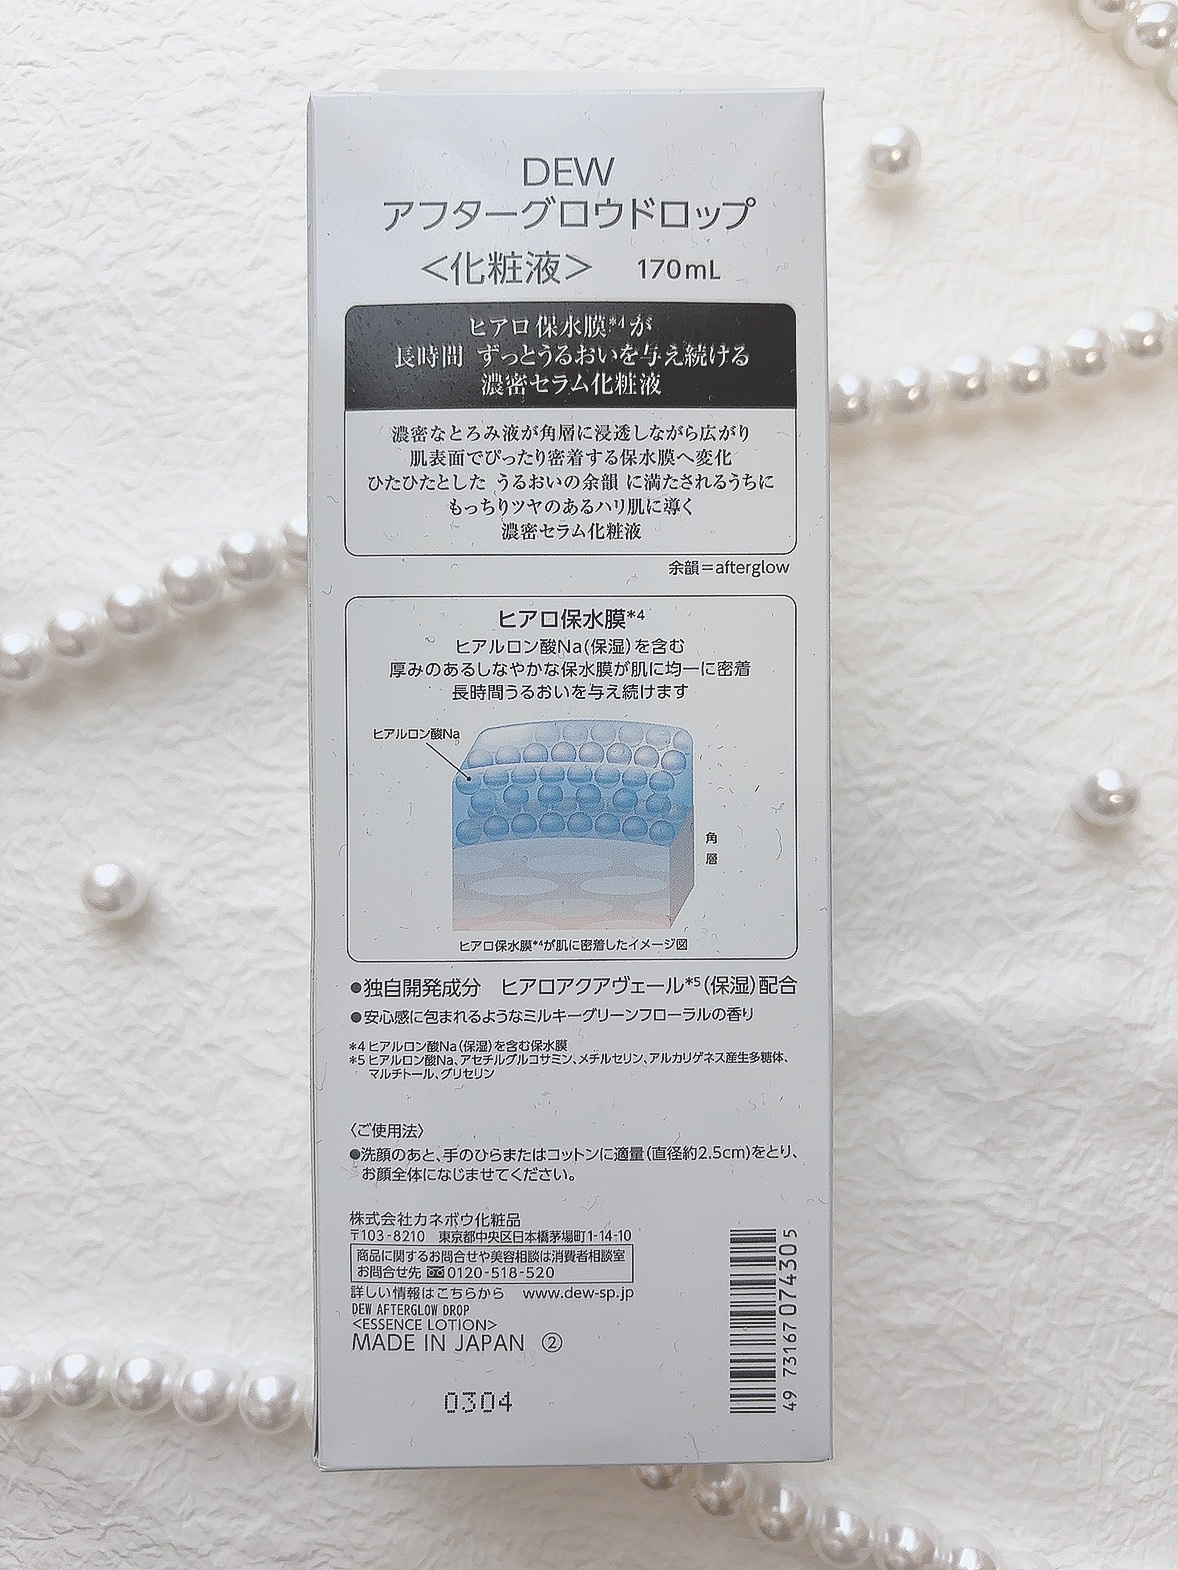 DEW
アフターグロウドロップ
＜化粧液＞ 170mL
ヒアロ保水膜*4が
長時間 ずっとうるおいを与え続ける
濃密セラム化粧液
濃密なとろみ液が角層に浸透しながら広がり
肌表面でぴったり密着する保水膜へ変化
ひたひたとした うるおいの余韻 に満たされるうちに
もっちりツヤのあるハリ肌に導く
濃密セラム化粧液
余韻=afterglow
ヒアロ保水膜*4
ヒアルロン酸Na(保湿)を含む
厚みのあるしなやかな保水膜が肌に均一に密着
長時間うるおいを与え続けます
ヒアルロン酸Na
角層
ヒアロ保水膜*4が肌に密着したイメージ図
●独自開発成分 ヒアロアクアヴェール*5(保湿)配合
●安心感に包まれるようなミルキーグリーンフローラルの香り
*4 ヒアルロン酸Na(保湿)を含む保水膜
*5 ヒアルロン酸Na、アセチルグルコサミン、メチルセリン、アルカリゲネス産生多糖体、
マルチトール、グリセリン
〈ご使用法〉
●洗顔のあと、手のひらまたはコットンに適量(直径約2.5cm)をとり、
お顔全体になじませてください。
株式会社カネボウ化粧品
〒103-8210 東京都中央区日本橋茅場町1-14-10
商品に関するお問合せや美容相談は消費者相談室
お問合せ先 0120-518-520
詳しい情報はこちらから www.dew-sp.jp
DEW AFTERGLOW DROP
<ESSENCE LOTION>
MADE IN JAPAN ②
0304
49 73167 07430 5